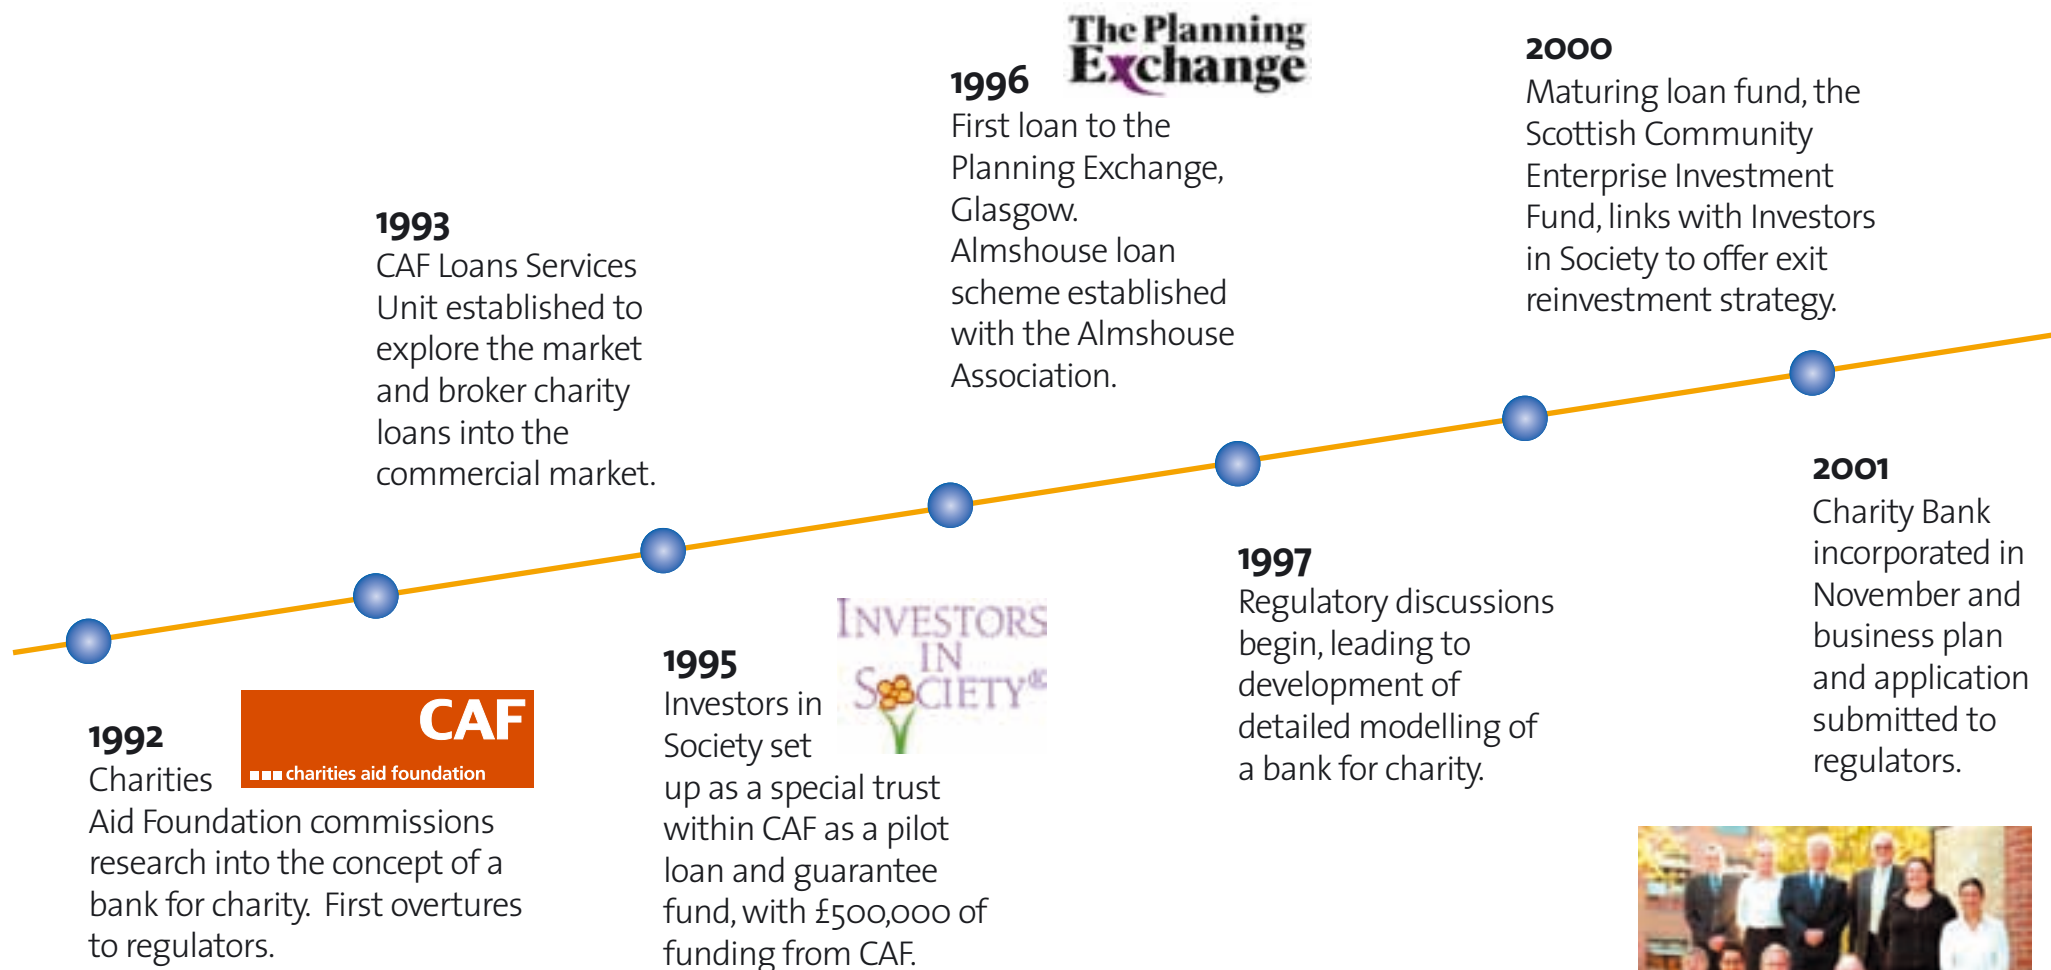 1992
CAF
charities aid foundation
Charities
Aid Foundation commissions
research into the concept of a
bank for charity. First overtures
to regulators.
1993
CAF Loans Services
Unit established to
explore the market
and broker charity
loans into the
commercial market.
1995
INVESTORS
IN
SOCIETY®
Investors in
Society set
up as a special trust
within CAF as a pilot
loan and guarantee
fund, with £500,000 of
funding from CAF.
1996
The Planning
Exchange
First loan to the
Planning Exchange,
Glasgow.
Almshouse loan
scheme established
with the Almshouse
Association.
1997
Regulatory discussions
begin, leading to
development of
detailed modelling of
a bank for charity.
2000
Maturing loan fund, the
Scottish Community
Enterprise Investment
Fund, links with Investors
in Society to offer exit
reinvestment strategy.
2001
Charity Bank
incorporated in
November and
business plan
and application
submitted to
regulators.